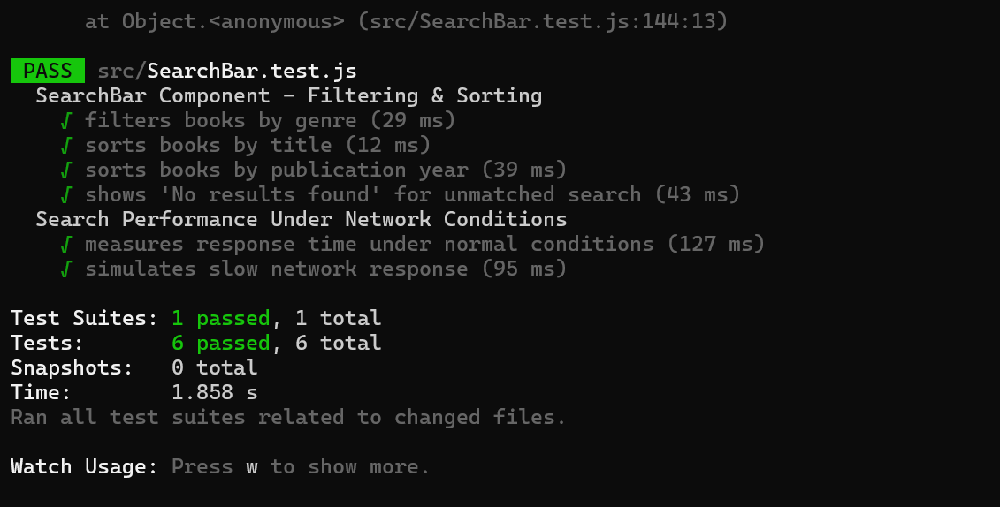 at Object.<anonymous> (src/SearchBar.test.js:144:13)
PASS src/SearchBar.test.js
SearchBar Component - Filtering & Sorting
√ filters books by genre (29 ms)
√ sorts books by title (12 ms)
√ sorts books by publication year (39 ms)
√ shows 'No results found' for unmatched search (43 ms)
Search Performance Under Network Conditions
√ measures response time under normal conditions (127 ms)
√ simulates slow network response (95 ms)
Test Suites: 1 passed, 1 total
Tests: 6 passed, 6 total
Snapshots: 0 total
Time: 1.858 s
Ran all test suites related to changed files.
Watch Usage: Press w to show more.